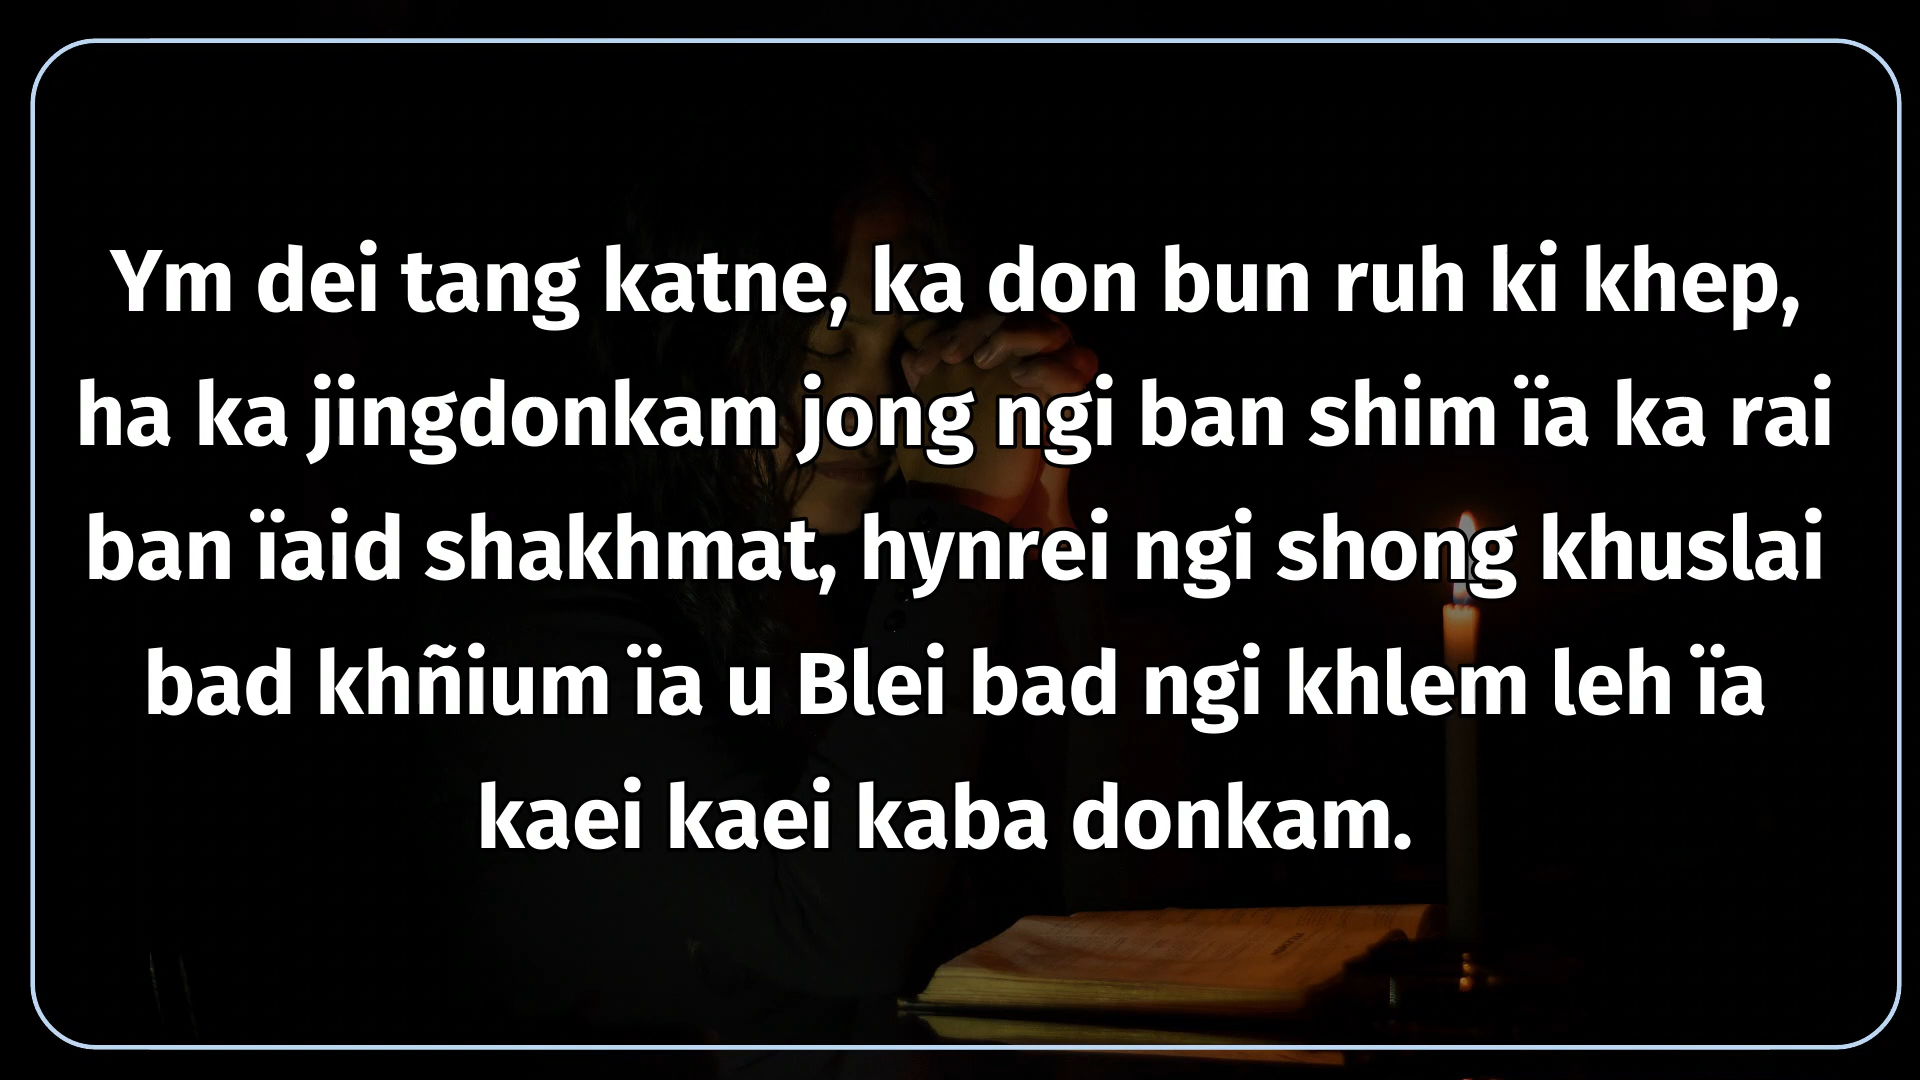 Ym dei tang katne, ka don bun ruh ki khep,
ha ka jingdonkam jong ngi ban shim ïa ka rai
ban ïaid shakhmat, hynrei ngi shong khuslai
bad khñium ïa u Blei bad ngi khlem leh ïa
kaei kaei kaba donkam.